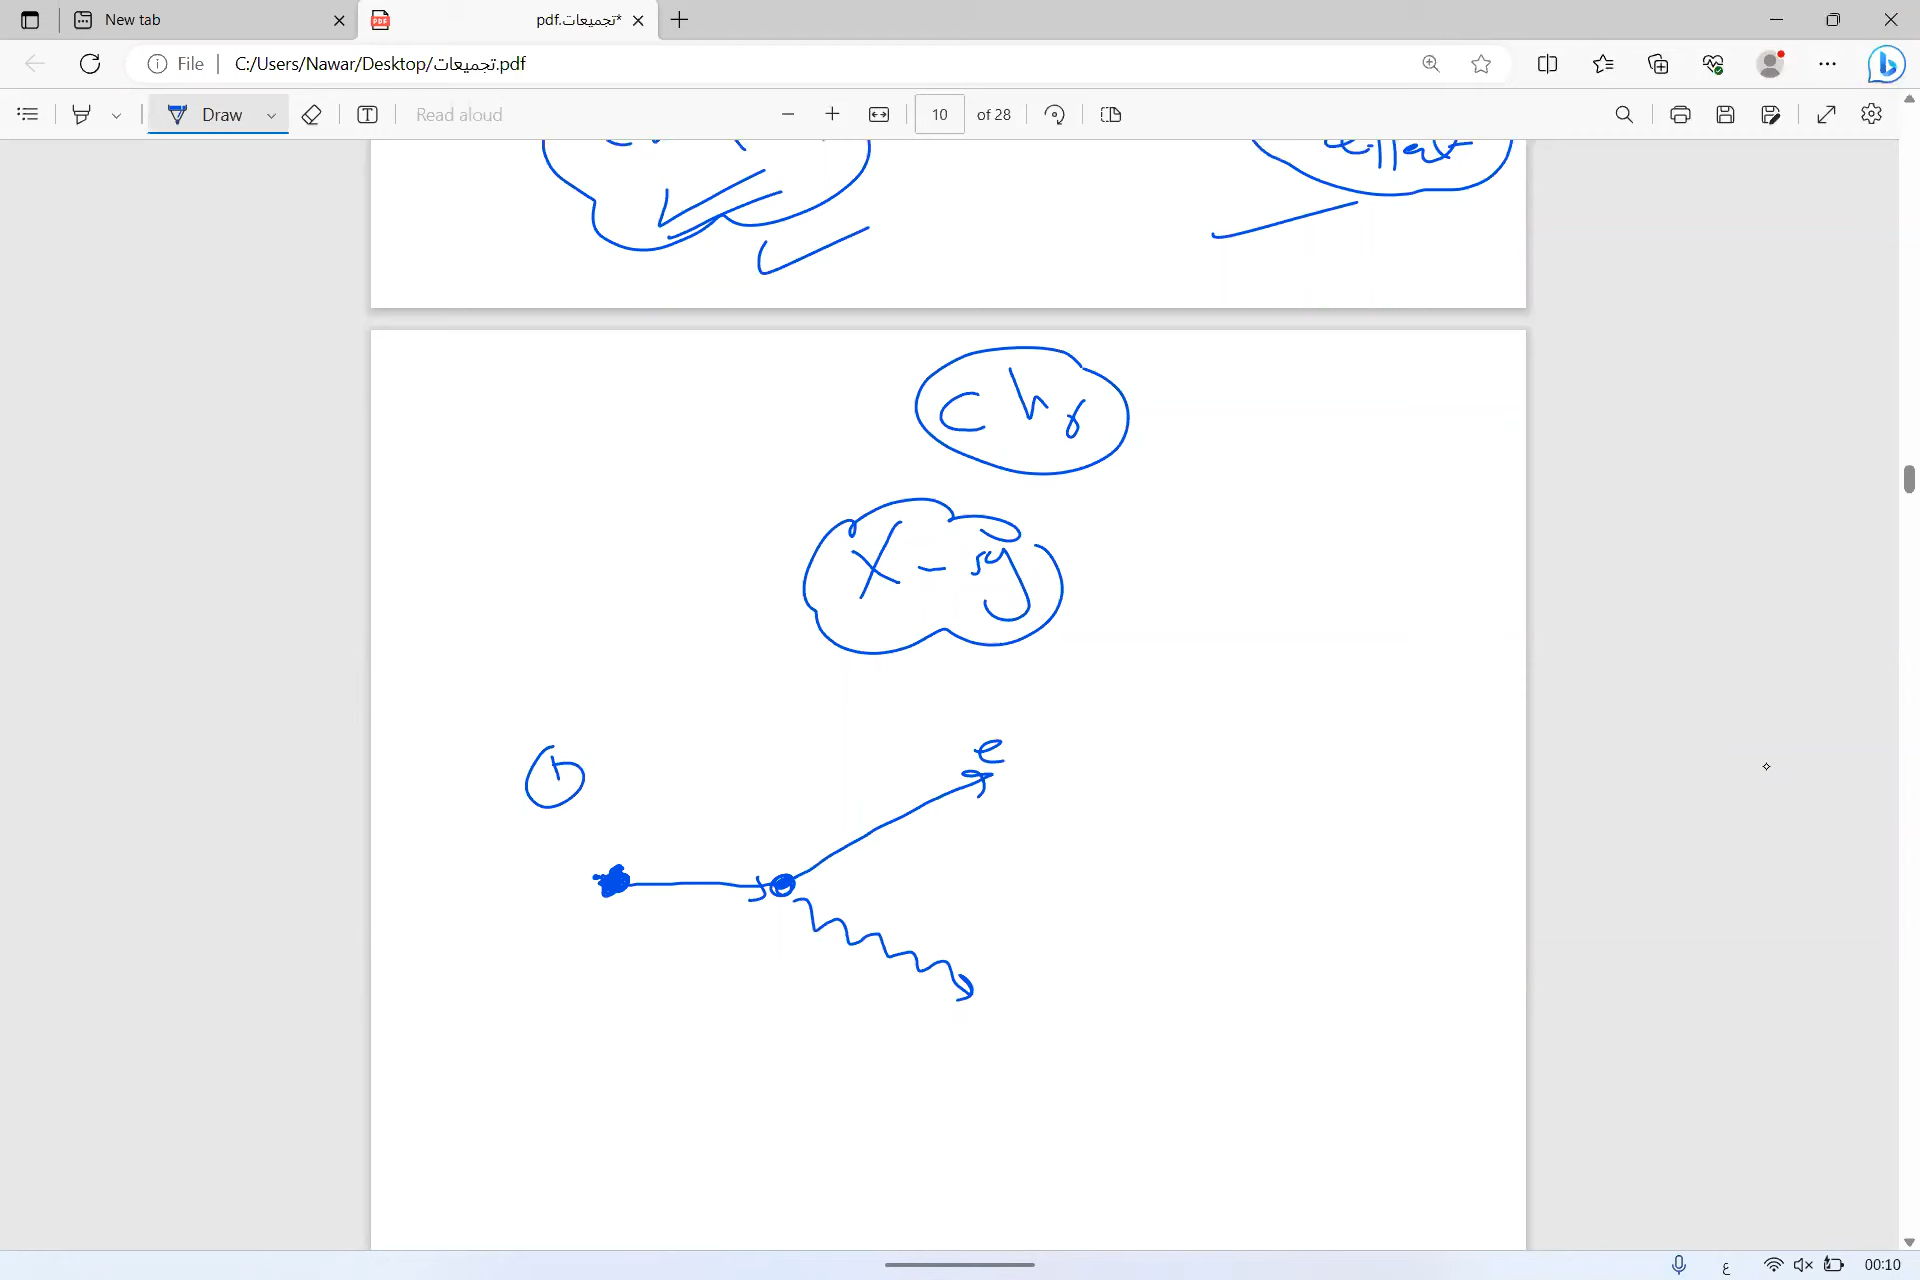 New tab
*تجميعات.pdf
File
C:/Users/Nawar/Desktop/تجميعات.pdf
Draw
Read aloud
10
of 28
effect
X - ray
e
ع
00:10